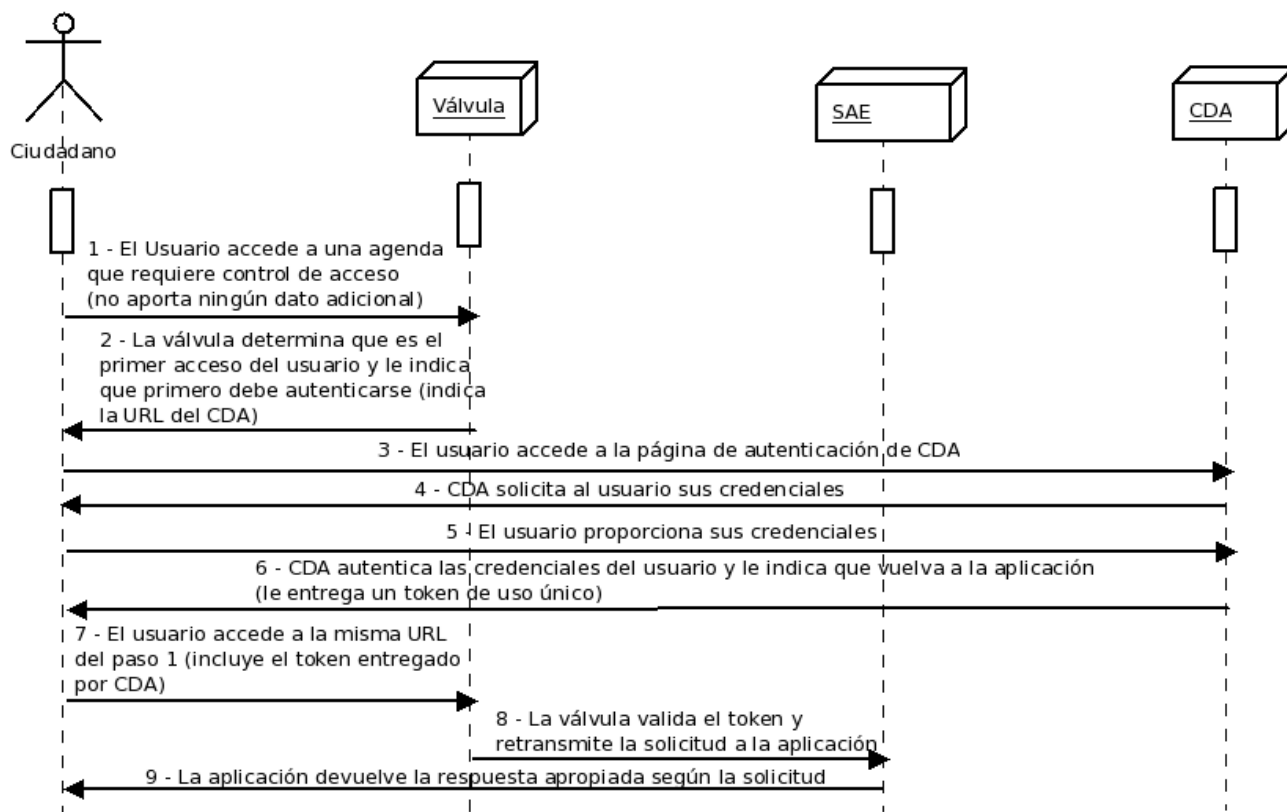 Válvula
SAE
CDA
Ciudadano
1 - El Usuario accede a una agenda
que requiere control de acceso
(no aporta ningún dato adicional)
2 - La válvula determina que es el
primer acceso del usuario y le indica
que primero debe autenticarse (indica
la URL del CDA)
3 - El usuario accede a la página de autenticación de CDA
4 - CDA solicita al usuario sus credenciales
5 - El usuario proporciona sus credenciales
6 - CDA autentica las credenciales del usuario y le indica que vuelva a la aplicación
(le entrega un token de uso único)
7 - El usuario accede a la misma URL
del paso 1 (incluye el token entregado
por CDA)
8 - La válvula valida el token y
retransmite la solicitud a la aplicación
9 - La aplicación devuelve la respuesta apropiada según la solicitud